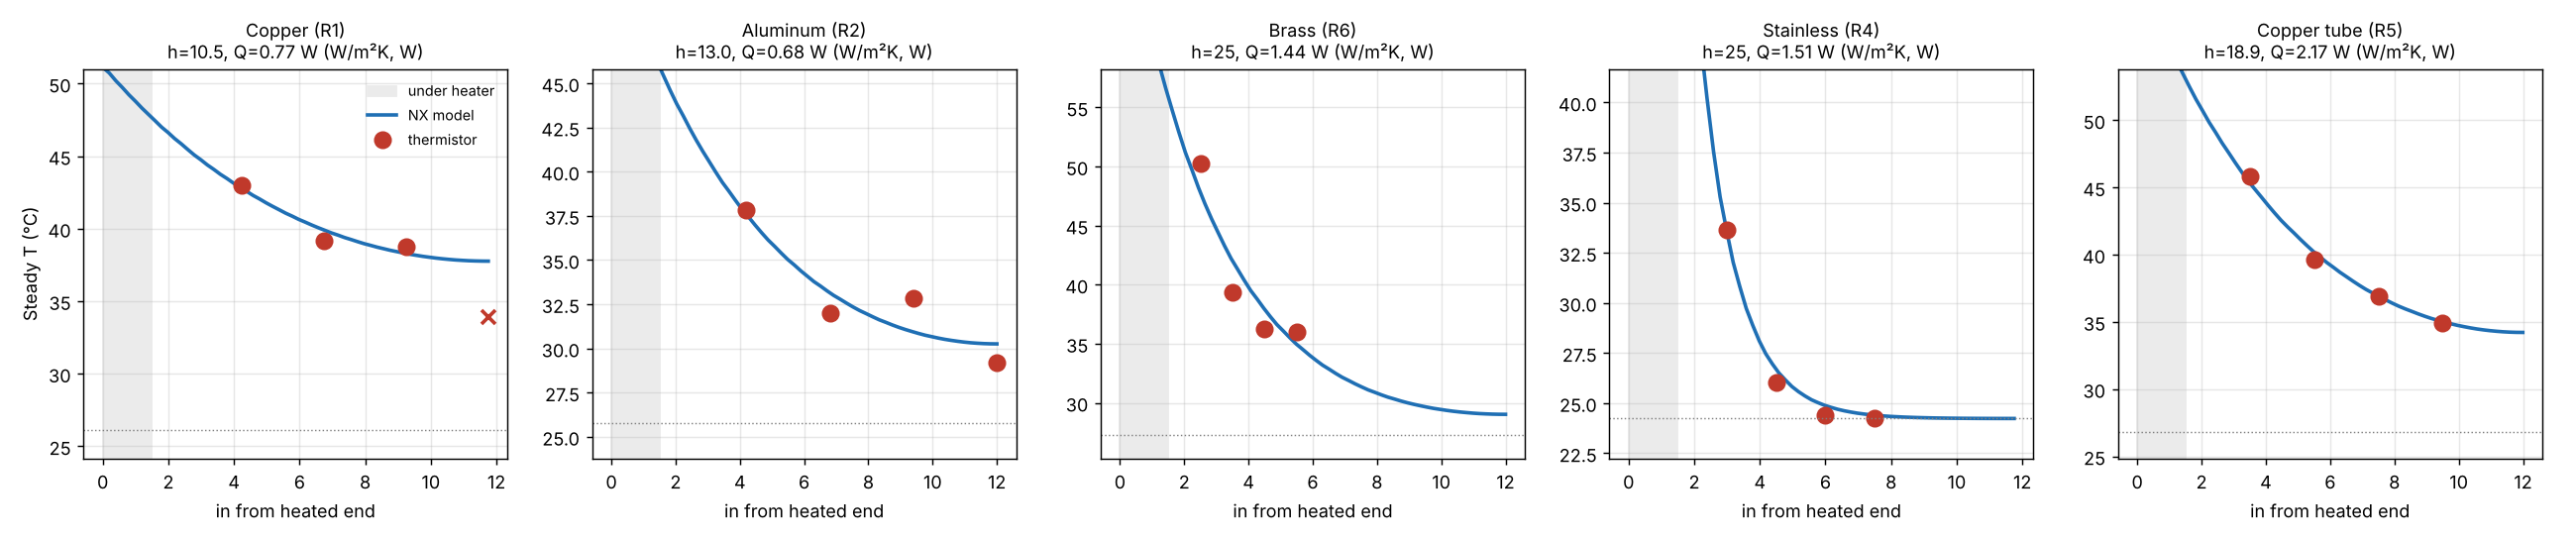 Copper (R1)
h=10.5, Q=0.77 W (W/m²K, W)
50
45
40
35
30
25
Steady T (°C)
under heater
NX model
thermistor
0 2 4 6 8 10 12
in from heated end
Aluminum (R2)
h=13.0, Q=0.68 W (W/m²K, W)
45.0
42.5
40.0
37.5
35.0
32.5
30.0
27.5
25.0
0 2 4 6 8 10 12
in from heated end
Brass (R6)
h=25, Q=1.44 W (W/m²K, W)
55
50
45
40
35
30
0 2 4 6 8 10 12
in from heated end
Stainless (R4)
h=25, Q=1.51 W (W/m²K, W)
40.0
37.5
35.0
32.5
30.0
27.5
25.0
22.5
0 2 4 6 8 10 12
in from heated end
Copper tube (R5)
h=18.9, Q=2.17 W (W/m²K, W)
50
45
40
35
30
25
0 2 4 6 8 10 12
in from heated end